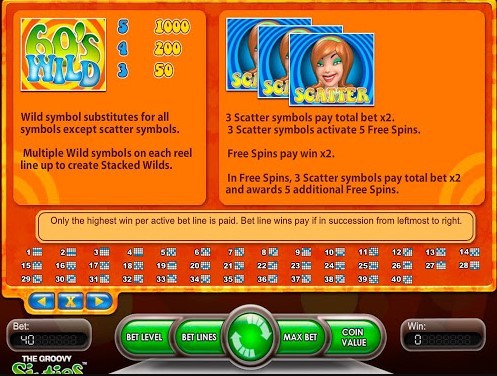 60's WILD
5 1000
4 200
3 50
Wild symbol substitutes for all
symbols except scatter symbols.
Multiple Wild symbols on each reel
line up to create Stacked Wilds.
SCATTER
3 Scatter symbols pay total bet x2.
3 Scatter symbols activate 5 Free Spins.
Free Spins pay win x2.
In Free Spins, 3 Scatter symbols pay total bet x2
and awards 5 additional Free Spins.
Only the highest win per active bet line is paid. Bet line wins pay if in succession from leftmost to right.
1 2 3 4 5 6 7 8 9 10 11 12 13 14
15 16 17 18 19 20 21 22 23 24 25 26 27 28
29 30 31 32 33 34 35 36 37 38 39 40
X
Bet:
40
BET LEVEL
BET LINES
MAX BET
COIN VALUE
Win:
0
THE GROOVY
Sixties™